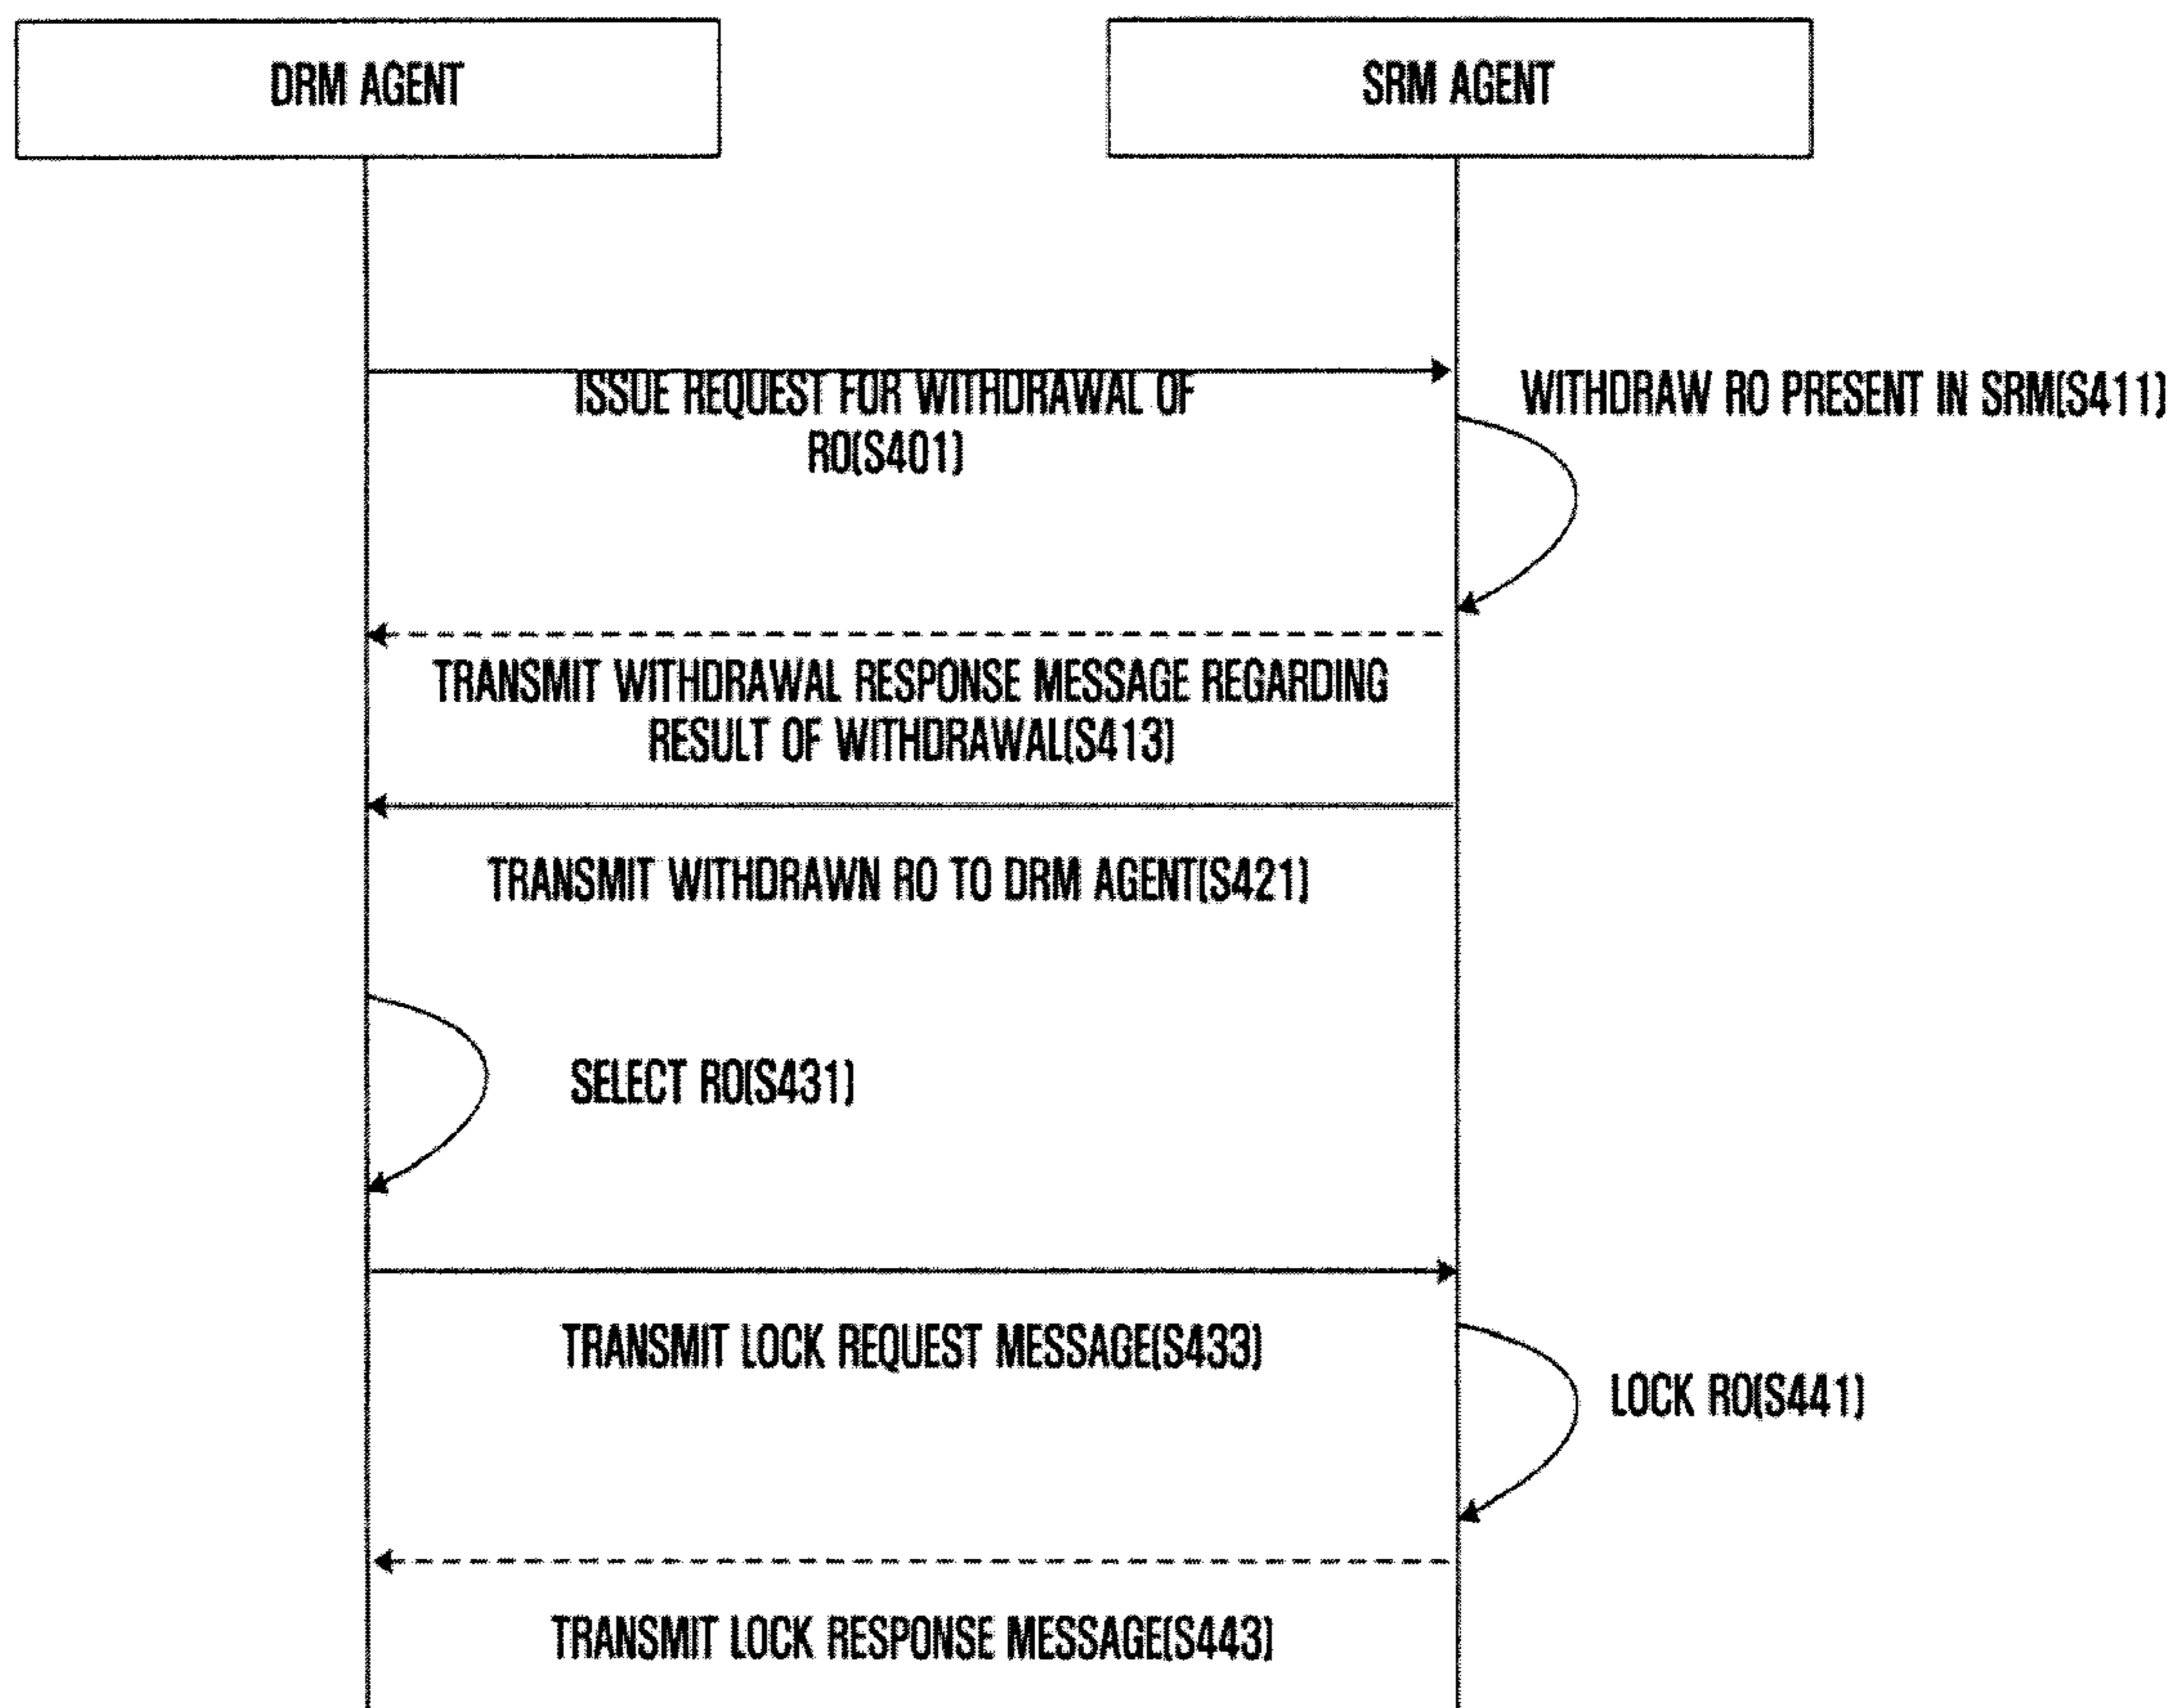 DRM AGENT
SRM AGENT
ISSUE REQUEST FOR WITHDRAWAL OF
RO(S401)
WITHDRAW RO PRESENT IN SRM(S411)
TRANSMIT WITHDRAWAL RESPONSE MESSAGE REGARDING
RESULT OF WITHDRAWAL(S413)
TRANSMIT WITHDRAWN RO TO DRM AGENT(S421)
SELECT RO(S431)
TRANSMIT LOCK REQUEST MESSAGE(S433)
LOCK RO(S441)
TRANSMIT LOCK RESPONSE MESSAGE(S443)